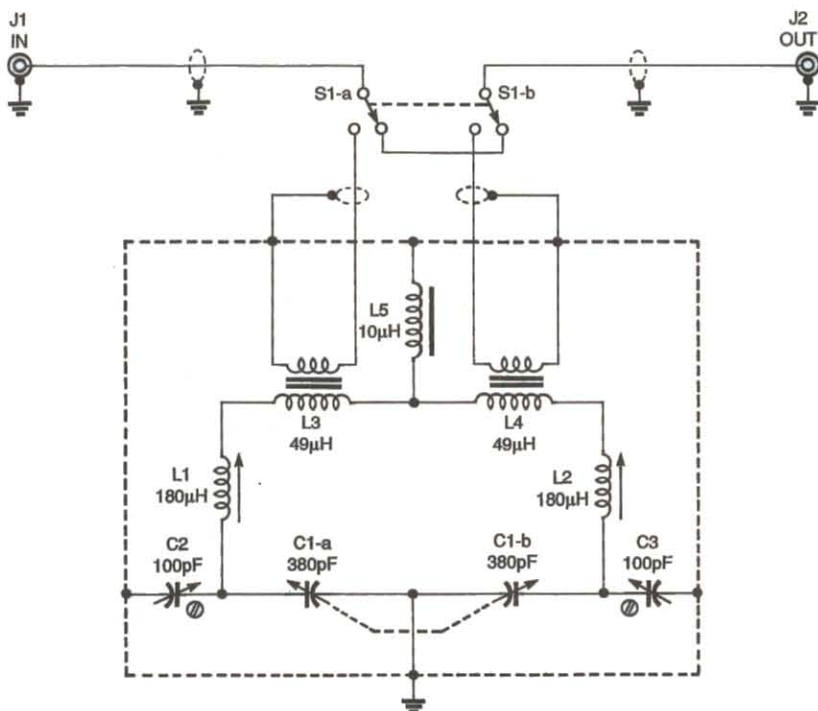 J1
IN
J2
OUT
S1-a
S1-b
L5
10µH
L3
49µH
L4
49µH
L1
180µH
L2
180µH
C2
100pF
C1-a
380pF
C1-b
380pF
C3
100pF